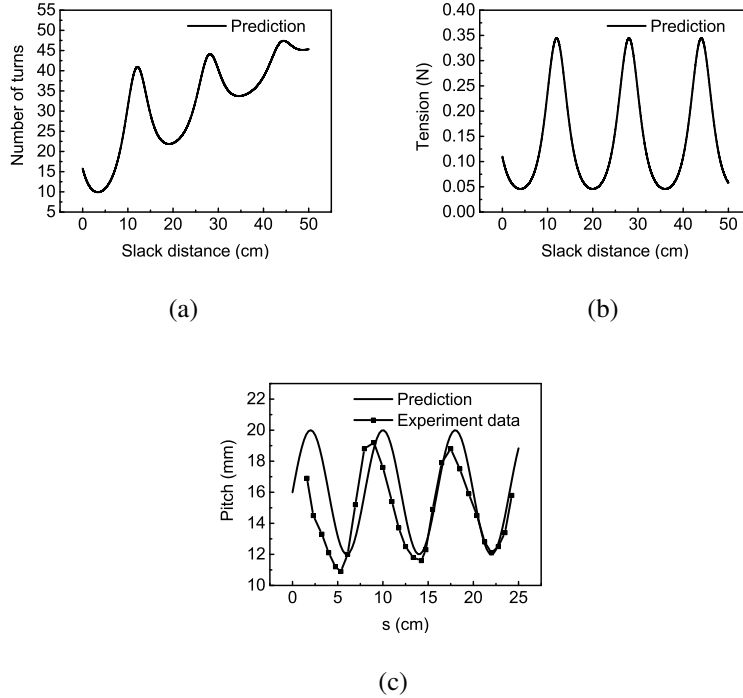 55
50
45
40
35
30
25
20
15
10
5
Number of turns
Prediction
0 10 20 30 40 50
Slack distance (cm)
(a)
0.40
0.35
0.30
0.25
0.20
0.15
0.10
0.05
0.00
Tension (N)
Prediction
0 10 20 30 40 50
Slack distance (cm)
(b)
22
20
18
16
14
12
10
Pitch (mm)
Prediction
Experiment data
0 5 10 15 20 25
s (cm)
(c)